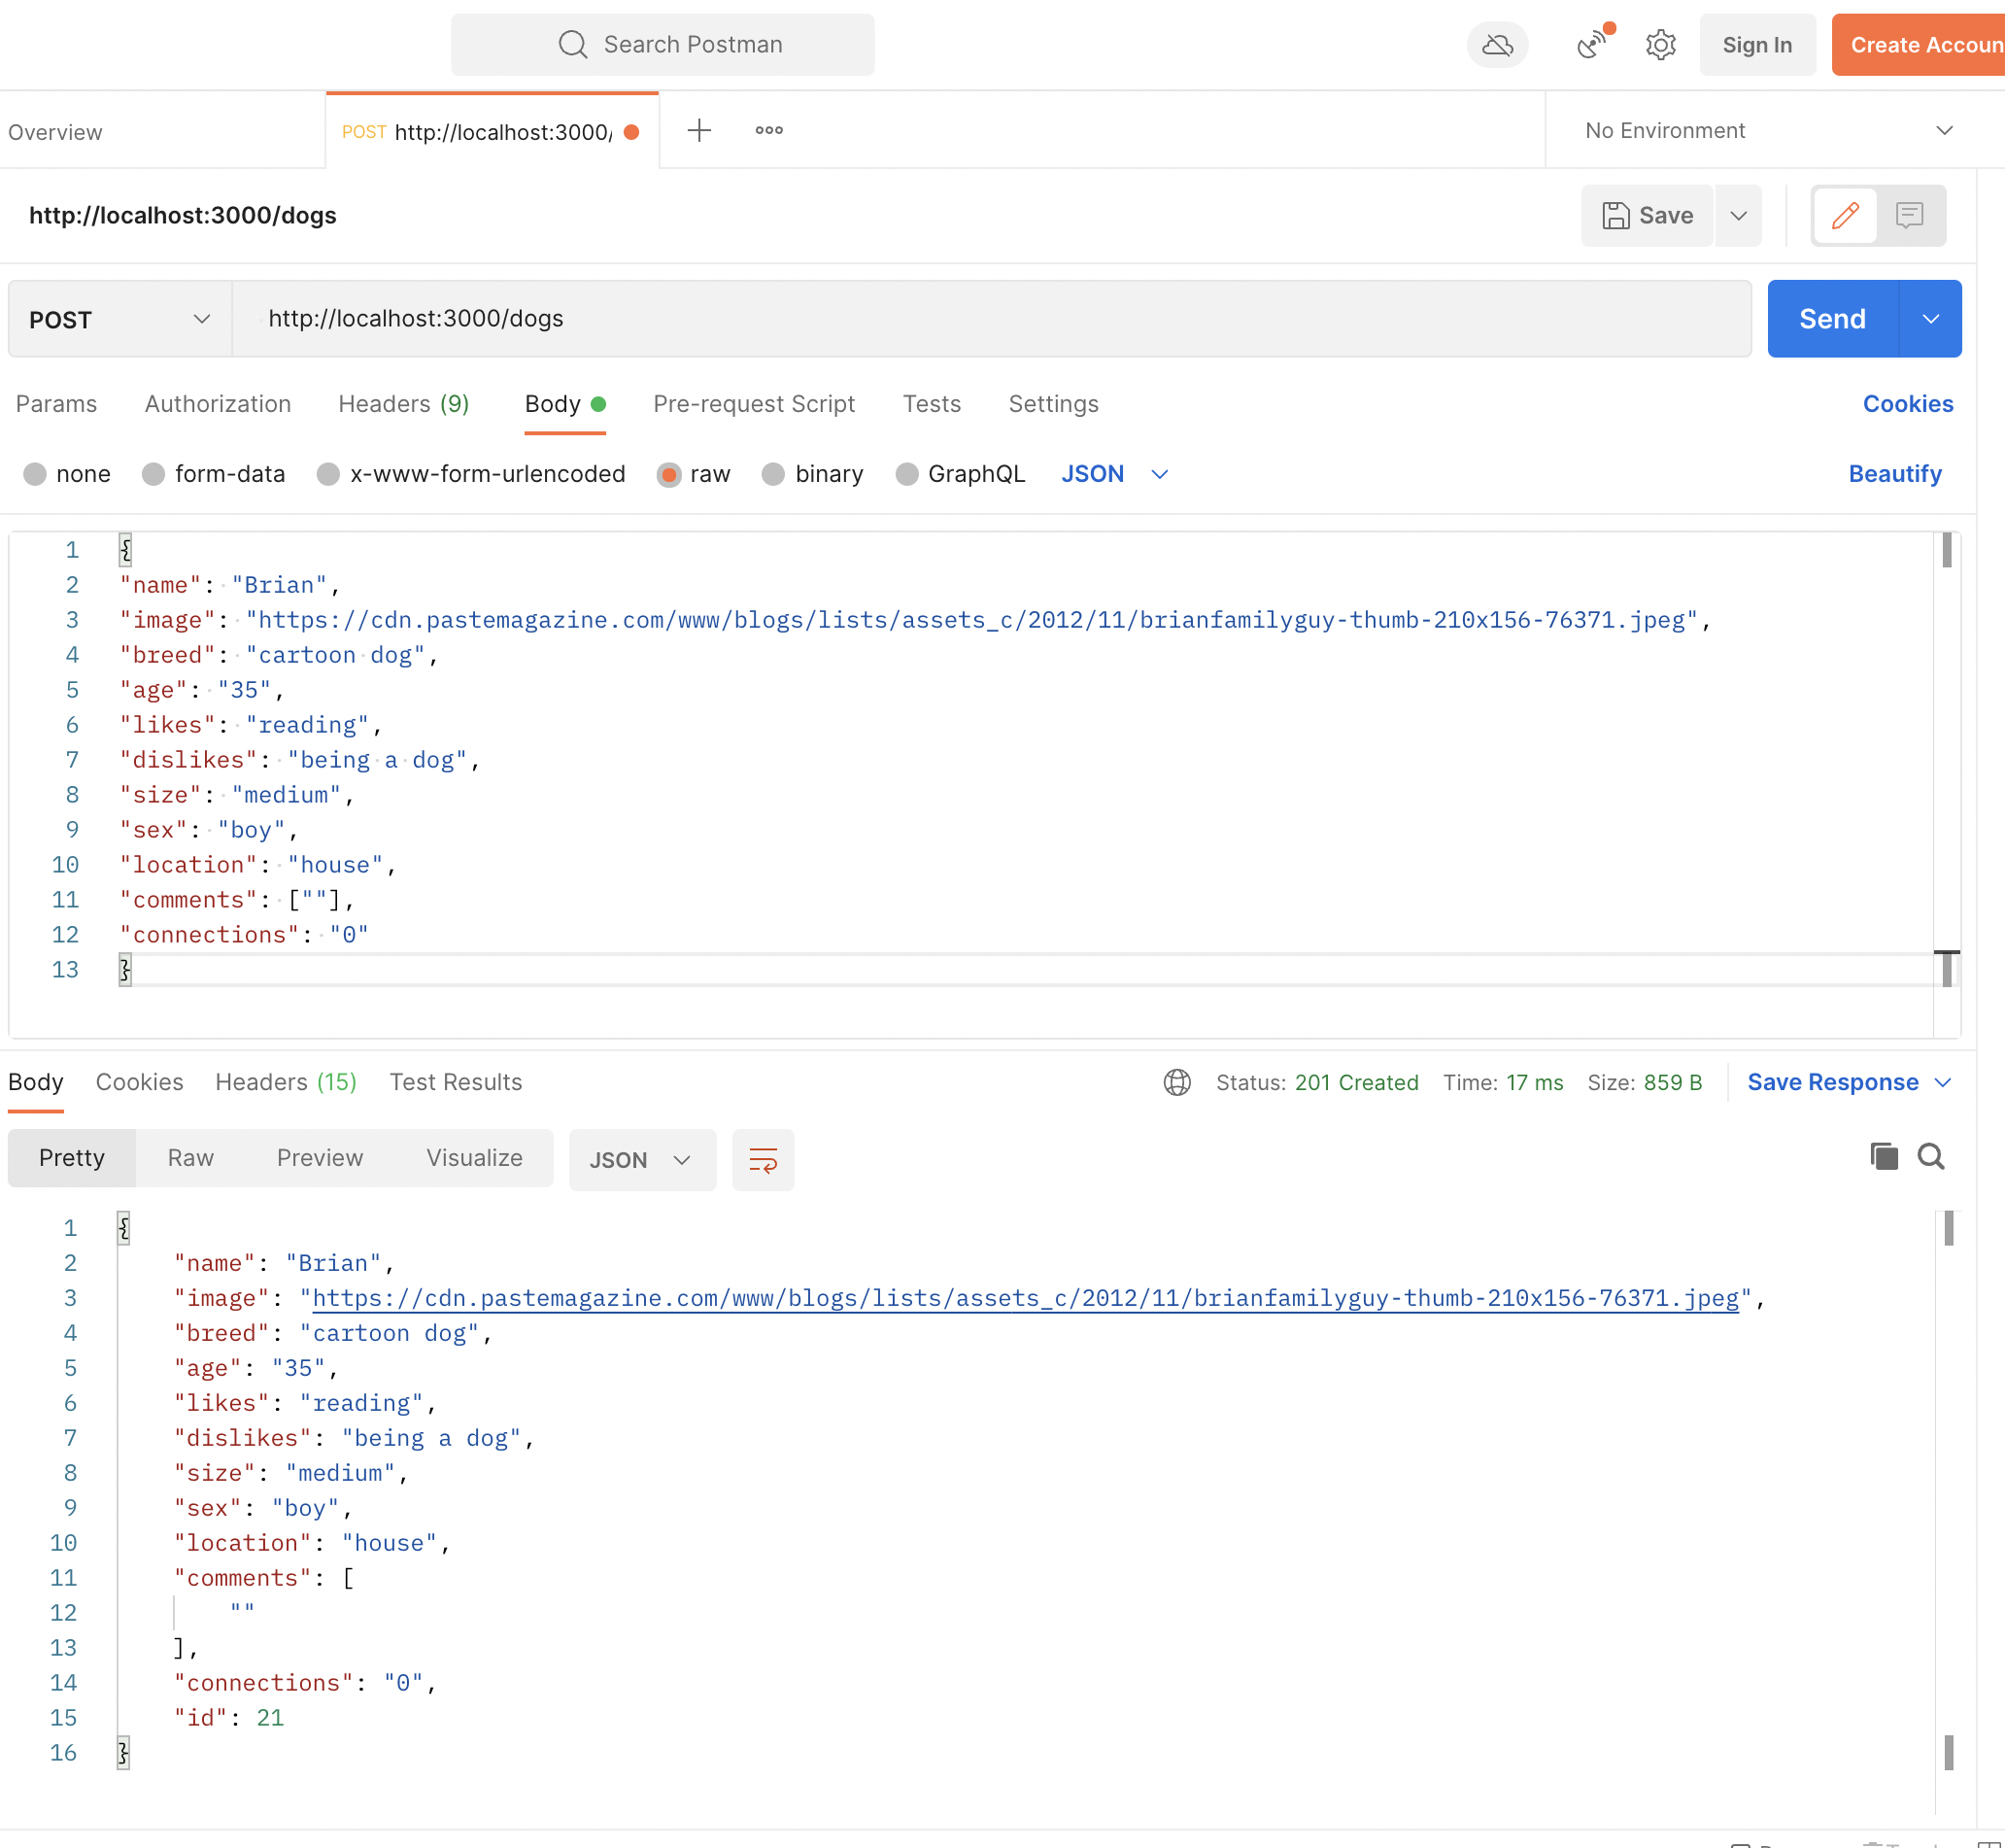 Search Postman
Sign In
Create Accoun
Overview
POST http://localhost:3000/
No Environment
http://localhost:3000/dogs
Save
POST
http://localhost:3000/dogs
Send
Params Authorization Headers (9) Body Pre-request Script Tests Settings Cookies
none form-data x-www-form-urlencoded raw binary GraphQL JSON Beautify
1 {
2 "name": "Brian",
3 "image": "https://cdn.pastemagazine.com/www/blogs/lists/assets_c/2012/11/brianfamilyguy-thumb-210x156-76371.jpeg",
4 "breed": "cartoon dog",
5 "age": "35",
6 "likes": "reading",
7 "dislikes": "being a dog",
8 "size": "medium",
9 "sex": "boy",
10 "location": "house",
11 "comments": [""],
12 "connections": "0"
13 }
Body Cookies Headers (15) Test Results Status: 201 Created Time: 17 ms Size: 859 B Save Response
Pretty Raw Preview Visualize JSON
1 {
2 "name": "Brian",
3 "image": "https://cdn.pastemagazine.com/www/blogs/lists/assets_c/2012/11/brianfamilyguy-thumb-210x156-76371.jpeg",
4 "breed": "cartoon dog",
5 "age": "35",
6 "likes": "reading",
7 "dislikes": "being a dog",
8 "size": "medium",
9 "sex": "boy",
10 "location": "house",
11 "comments": [
12 ""
13 ],
14 "connections": "0",
15 "id": 21
16 }